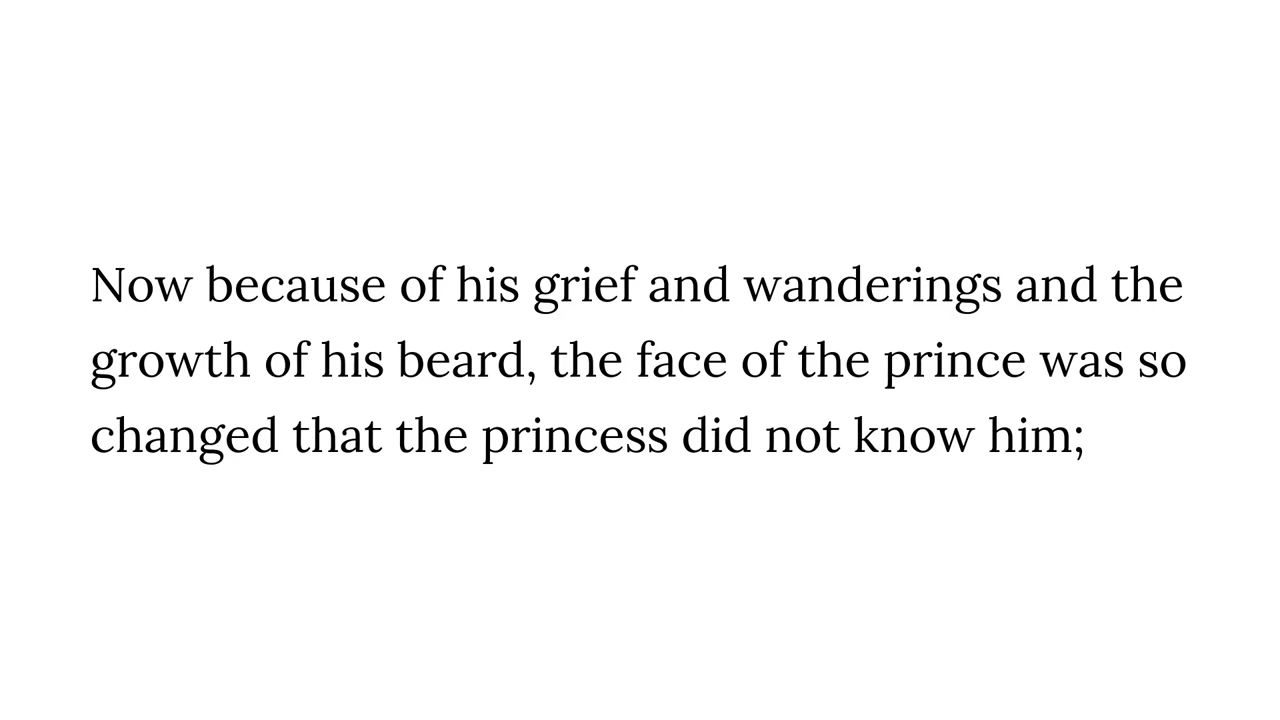 Now because of his grief and wanderings and the
growth of his beard, the face of the prince was so
changed that the princess did not know him;